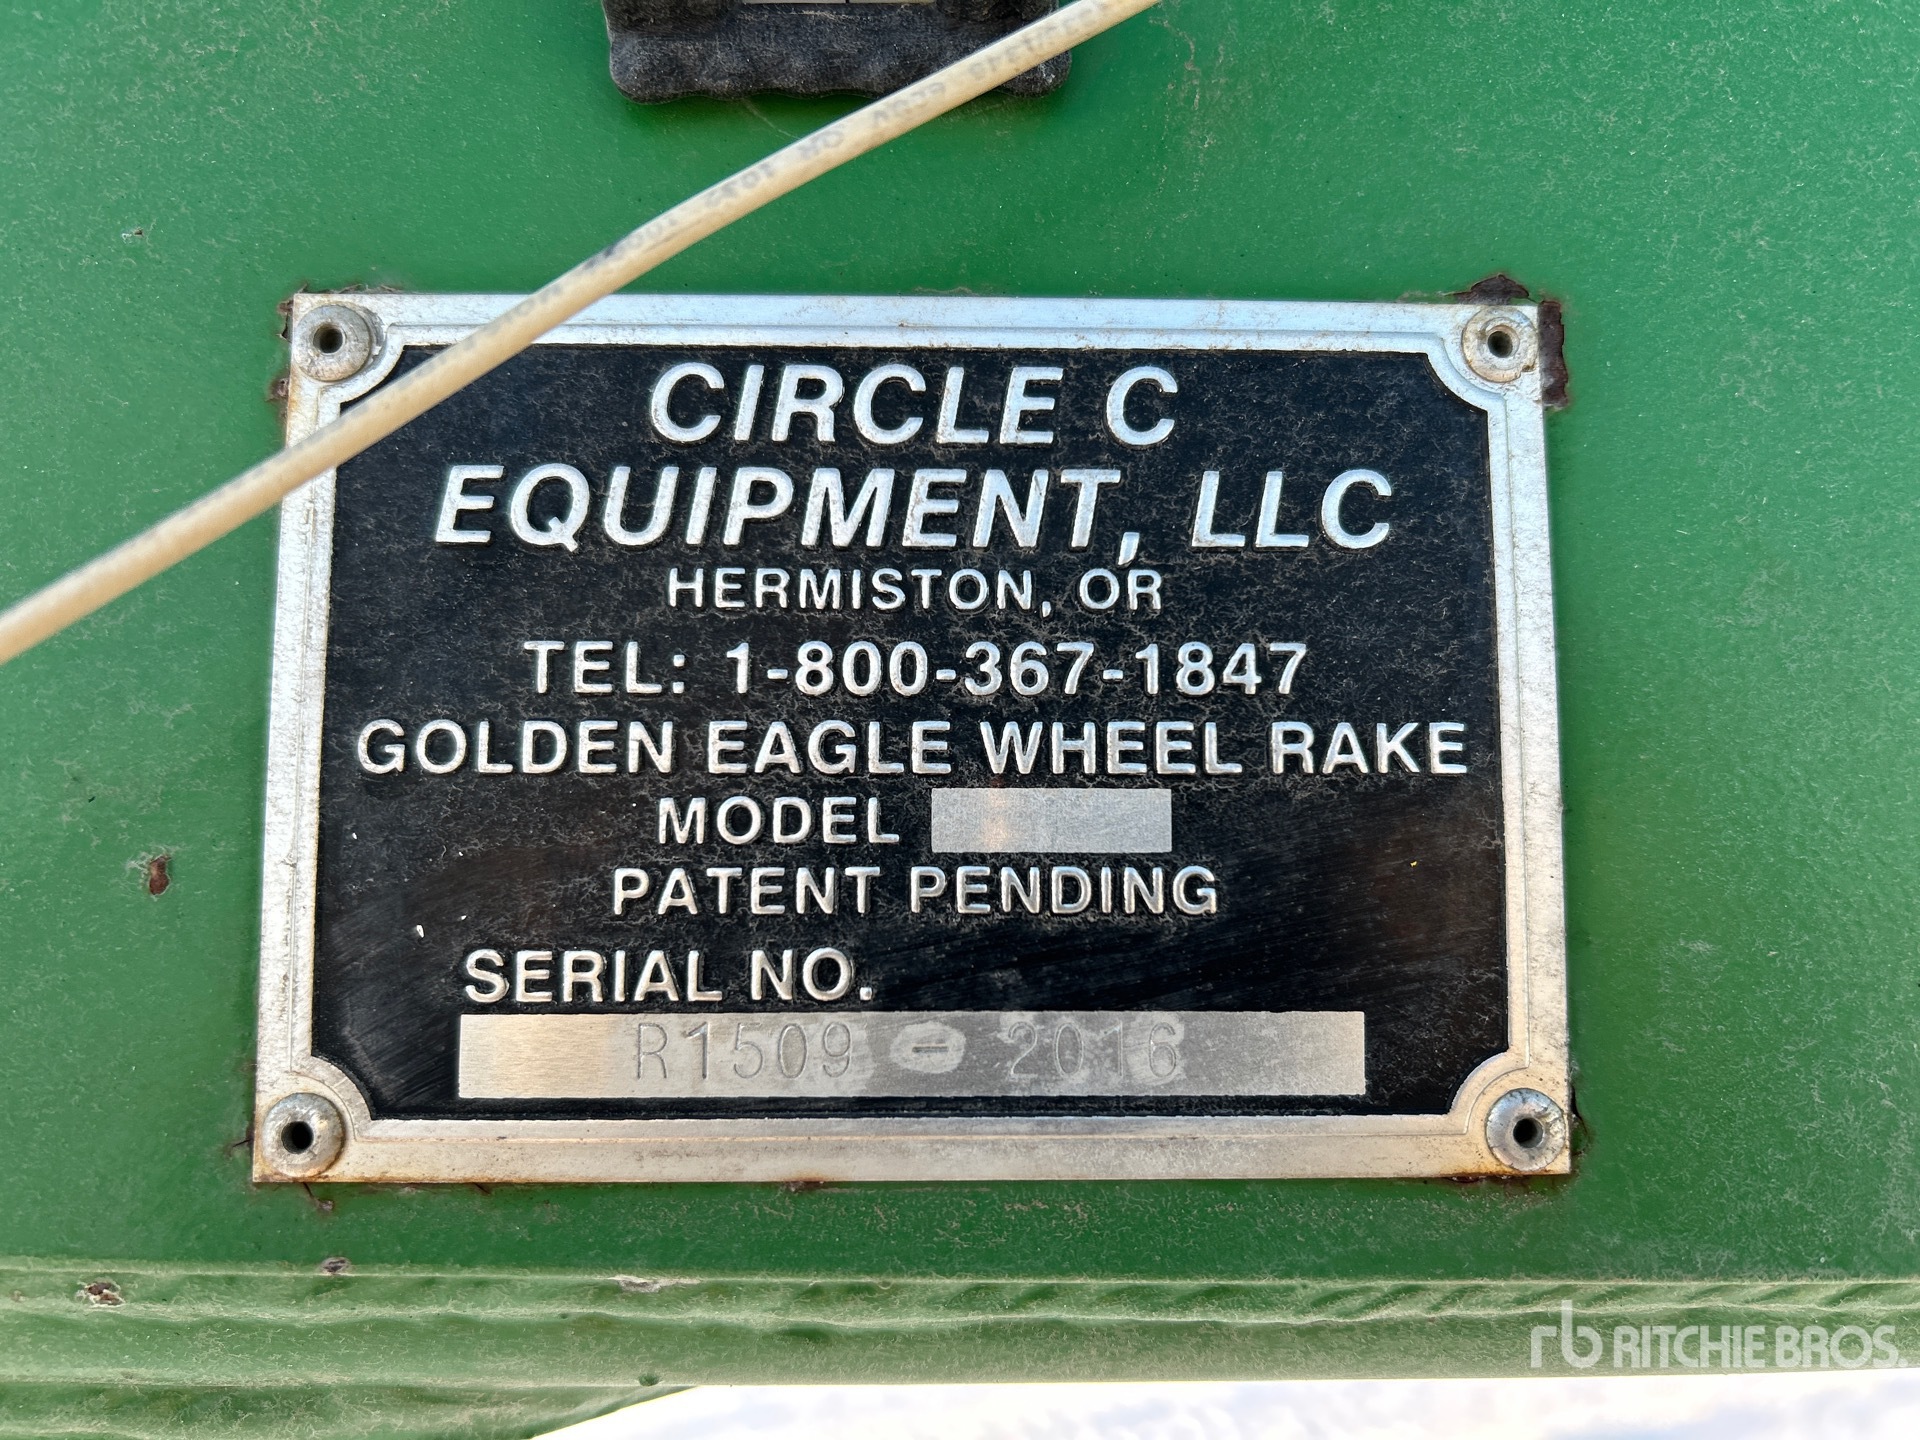 CIRCLE C
EQUIPMENT, LLC
HERMISTON, OR
TEL: 1-800-367-1847
GOLDEN EAGLE WHEEL RAKE
MODEL
PATENT PENDING
SERIAL NO.
R1509 - 2016
rb RITCHIE BROS.